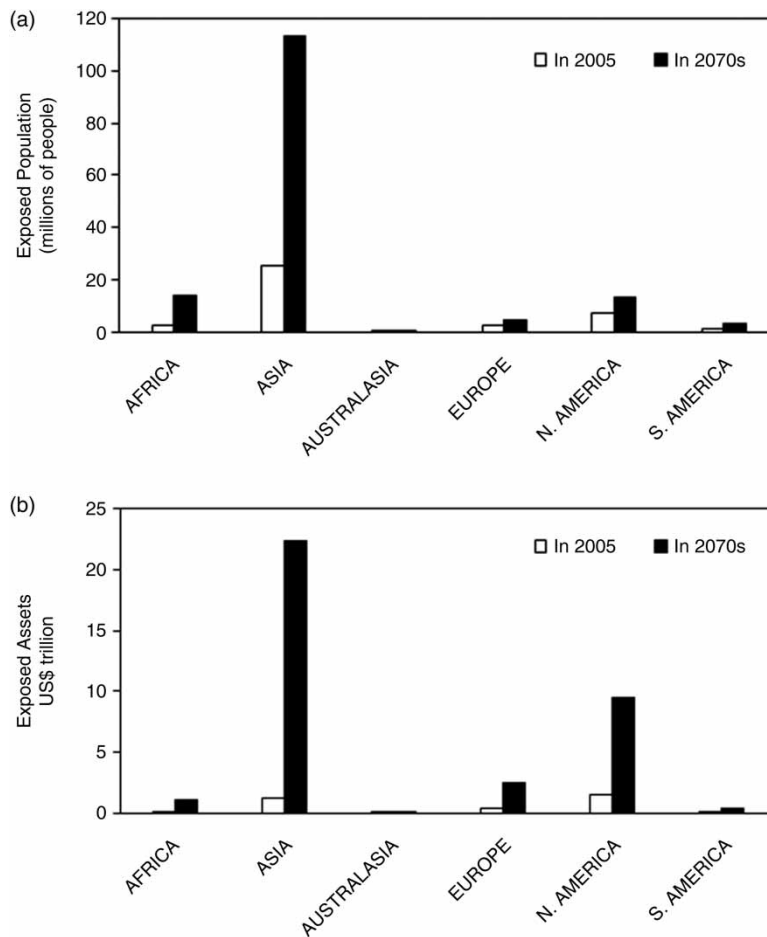 (a)
120
100
80
60
40
20
0
Exposed Population
(millions of people)
In 2005 In 2070s
AFRICA
ASIA
AUSTRALASIA
EUROPE
N. AMERICA
S. AMERICA
(b)
25
20
15
10
5
0
Exposed Assets
US$ trillion
In 2005 In 2070s
AFRICA
ASIA
AUSTRALASIA
EUROPE
N. AMERICA
S. AMERICA